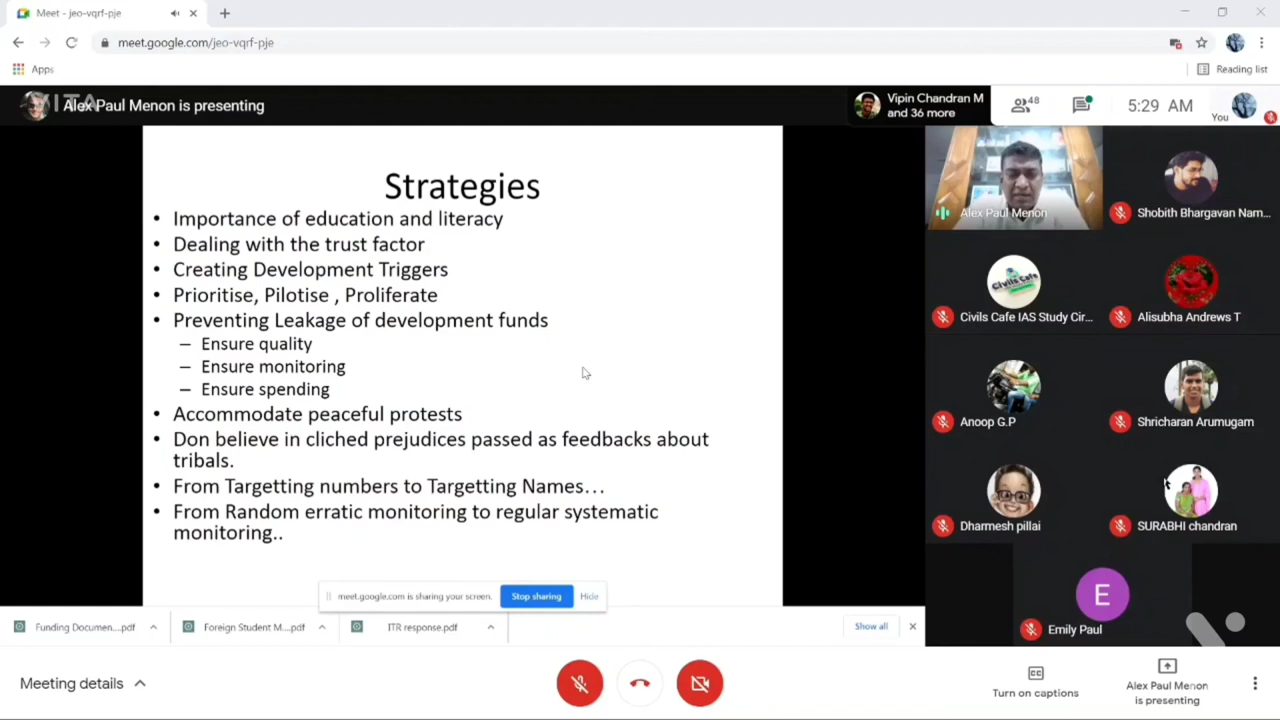 Meet - jeo-vqrf-pje
meet.google.com/jeo-vqrf-pje
Apps
Reading list
Alex Paul Menon is presenting
Vipin Chandran M
and 36 more
48
5:29 AM
You
Strategies
• Importance of education and literacy
• Dealing with the trust factor
• Creating Development Triggers
• Prioritise, Pilotise , Proliferate
• Preventing Leakage of development funds
– Ensure quality
– Ensure monitoring
– Ensure spending
• Accommodate peaceful protests
• Don believe in cliched prejudices passed as feedbacks about
tribals.
• From Targetting numbers to Targetting Names...
• From Random erratic monitoring to regular systematic
monitoring..
Alex Paul Menon
Shobith Bhargavan Nam...
Civils Cafe
Civils Cafe IAS Study Cir...
Alisubha Andrews T
Anoop G.P
Shricharan Arumugam
Dharmesh pillai
SURABHI chandran
E
Emily Paul
meet.google.com is sharing your screen.
Stop sharing
Hide
Funding Documen....pdf
Foreign Student M....pdf
ITR response.pdf
Show all
Meeting details
CC
Turn on captions
Alex Paul Menon
is presenting